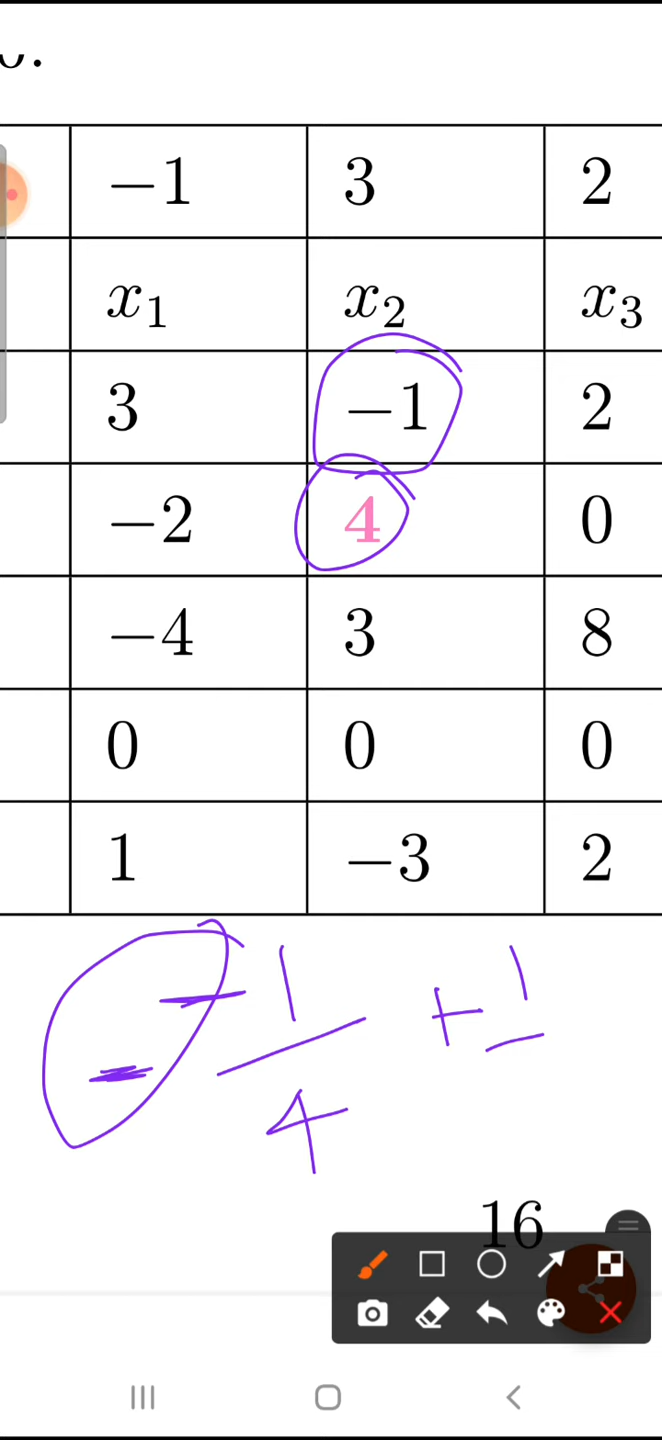 −1 3 2
x₁ x₂ x₃
3 −1 2
−2 4 0
−4 3 8
0 0 0
1 −3 2
− −1/4 + 1
16